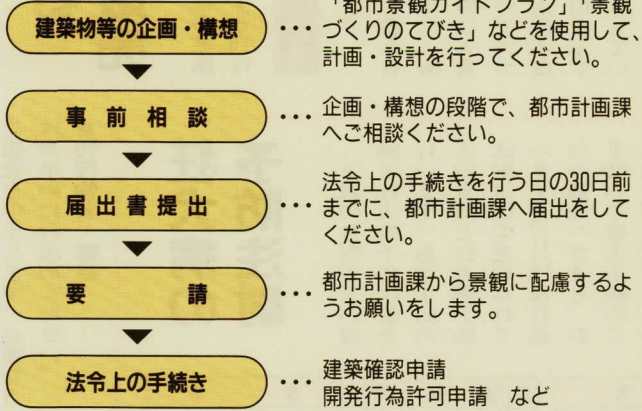 建築物等の企画・構想
… 「都市景観ガイドプラン」「景観
づくりのてびき」などを使用して、
計画・設計を行ってください。
▼
事前相談
… 企画・構想の段階で、都市計画課
へご相談ください。
▼
届出書提出
… 法令上の手続きを行う日の30日前
までに、都市計画課へ届出をして
ください。
▼
要請
… 都市計画課から景観に配慮するよ
うお願いをします。
▼
法令上の手続き
… 建築確認申請
開発行為許可申請 など